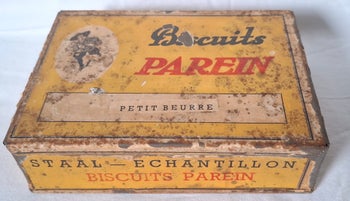 Biscuits
PAREIN
PETIT BEURRE
STAAL — ECHANTILLON
BISCUITS PAREIN